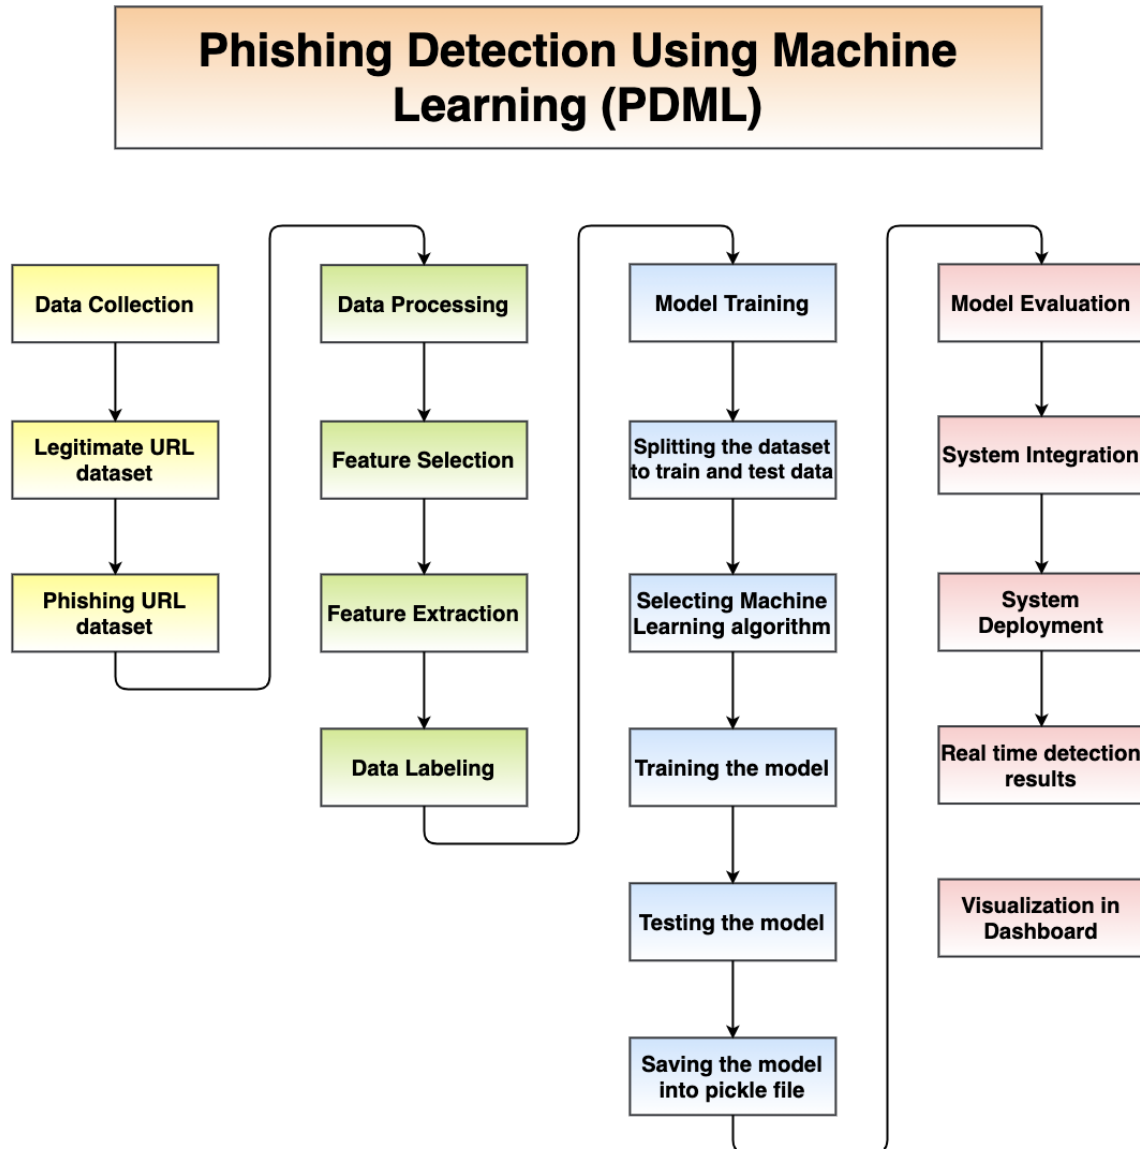 Phishing Detection Using Machine
Learning (PDML)
Data Collection
Legitimate URL
dataset
Phishing URL
dataset
Data Processing
Feature Selection
Feature Extraction
Data Labeling
Model Training
Splitting the dataset
to train and test data
Selecting Machine
Learning algorithm
Training the model
Testing the model
Saving the model
into pickle file
Model Evaluation
System Integration
System
Deployment
Real time detection
results
Visualization in
Dashboard